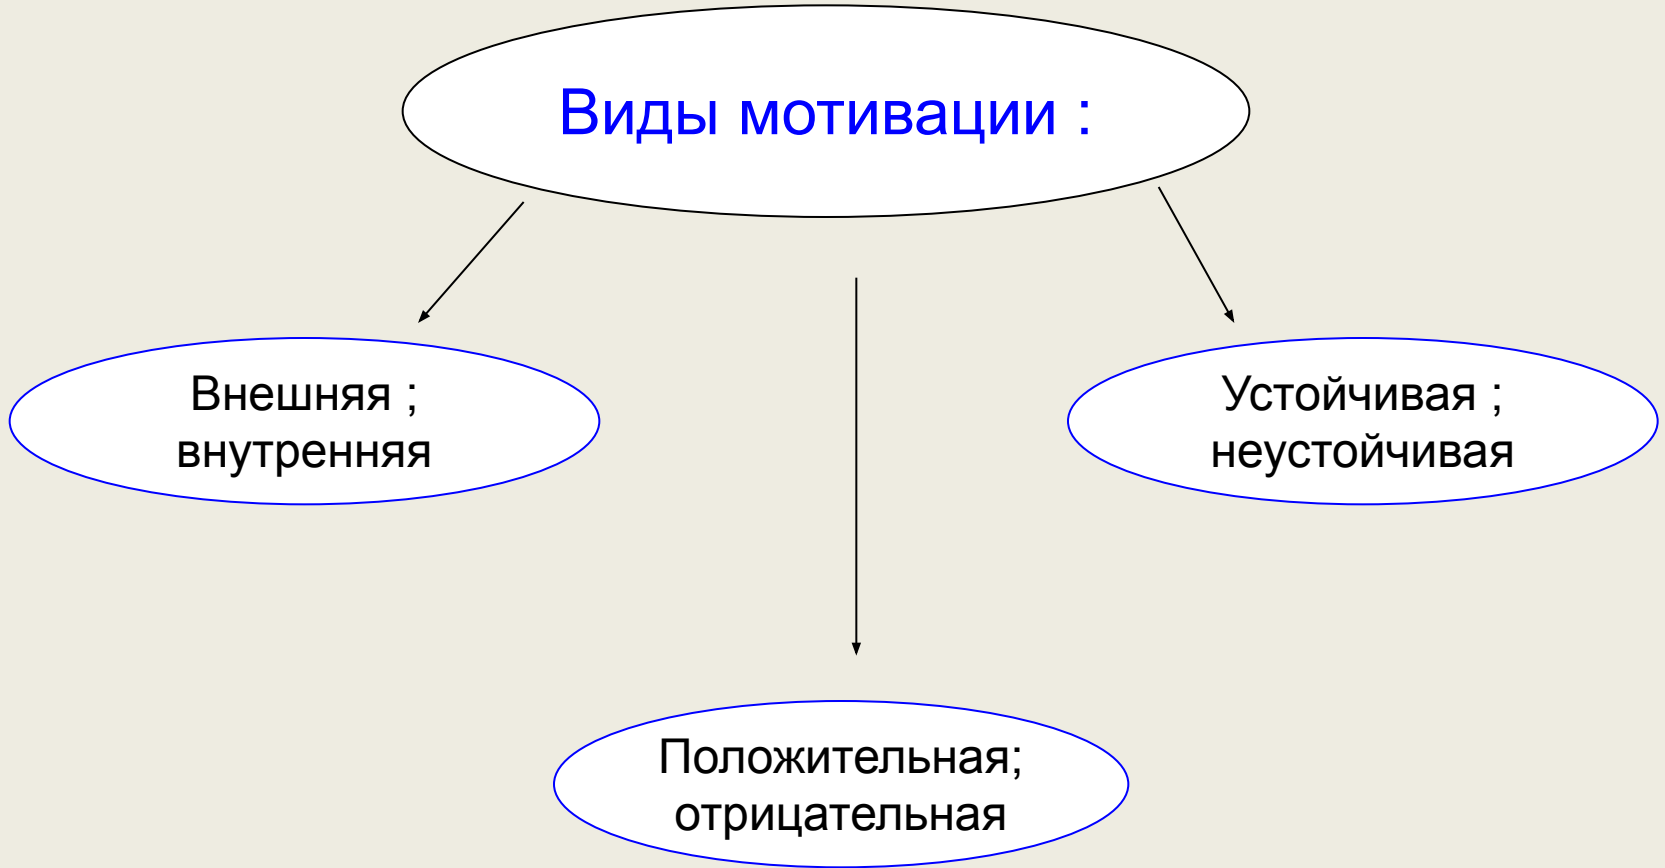 Виды мотивации :
Внешняя ;
внутренняя
Устойчивая ;
неустойчивая
Положительная;
отрицательная